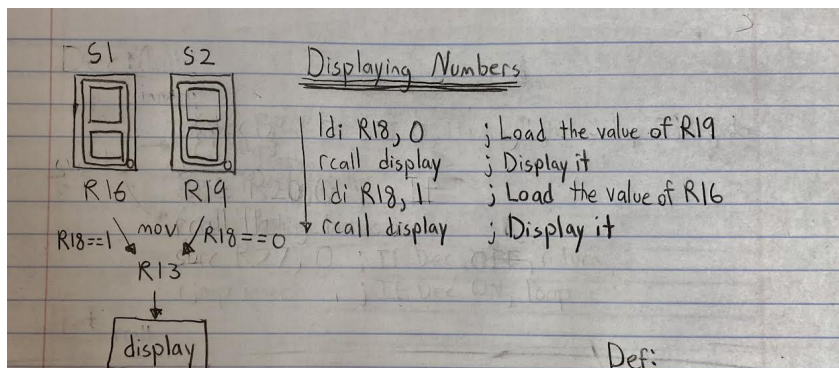 S1 S2
Displaying Numbers
ldi R18, 0 ; Load the value of R19
rcall display ; Display it
R16 R19
ldi R18, 1 ; Load the value of R16
rcall display ; Display it
R18==1 mov R18==0
R13
display
Def: